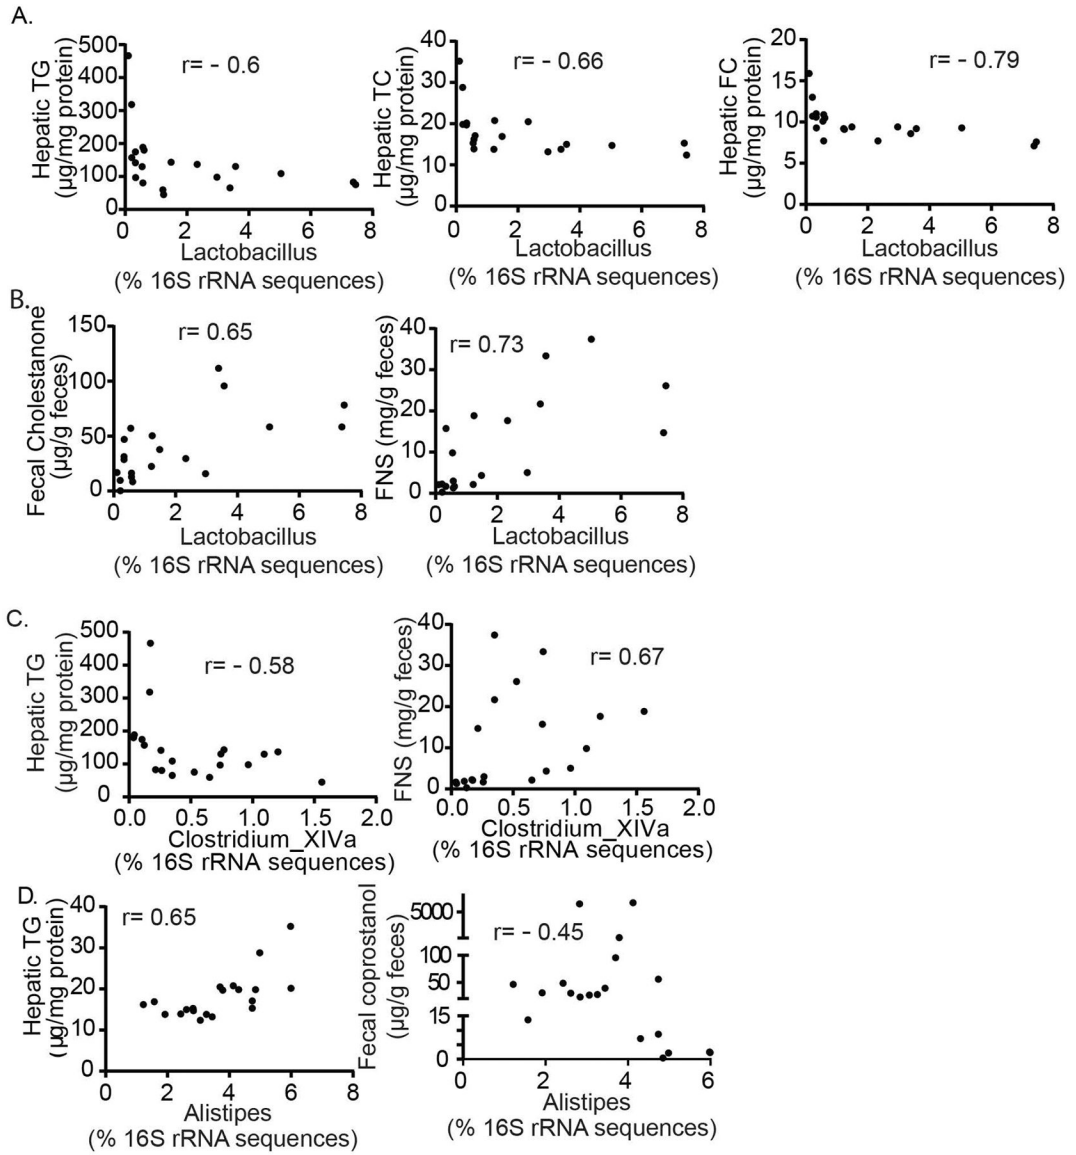 A.
Hepatic TG
(µg/mg protein)
500
400
300
200
100
0
r= - 0.6
0 2 4 6 8
Lactobacillus
(% 16S rRNA sequences)
Hepatic TC
(µg/mg protein)
40
30
20
10
0
r= - 0.66
0 2 4 6 8
Lactobacillus
(% 16S rRNA sequences)
Hepatic FC
(µg/mg protein)
20
15
10
5
0
r= - 0.79
0 2 4 6 8
Lactobacillus
(% 16S rRNA sequences)
B.
Fecal Cholestanone
(µg/g feces)
150
100
50
0
r= 0.65
0 2 4 6 8
Lactobacillus
(% 16S rRNA sequences)
FNS (mg/g feces)
40
30
20
10
0
r= 0.73
0 2 4 6 8
Lactobacillus
(% 16S rRNA sequences)
C.
Hepatic TG
(µg/mg protein)
500
400
300
200
100
0
r= - 0.58
0.0 0.5 1.0 1.5 2.0
Clostridium_XIVa
(% 16S rRNA sequences)
FNS (mg/g feces)
40
30
20
10
0
r= 0.67
0.0 0.5 1.0 1.5 2.0
Clostridium_XIVa
(% 16S rRNA sequences)
D.
Hepatic TG
(µg/mg protein)
40
30
20
10
0
r= 0.65
0 2 4 6 8
Alistipes
(% 16S rRNA sequences)
Fecal coprostanol
(µg/g feces)
5000
100
50
15
0
r= - 0.45
0 2 4 6
Alistipes
(% 16S rRNA sequences)